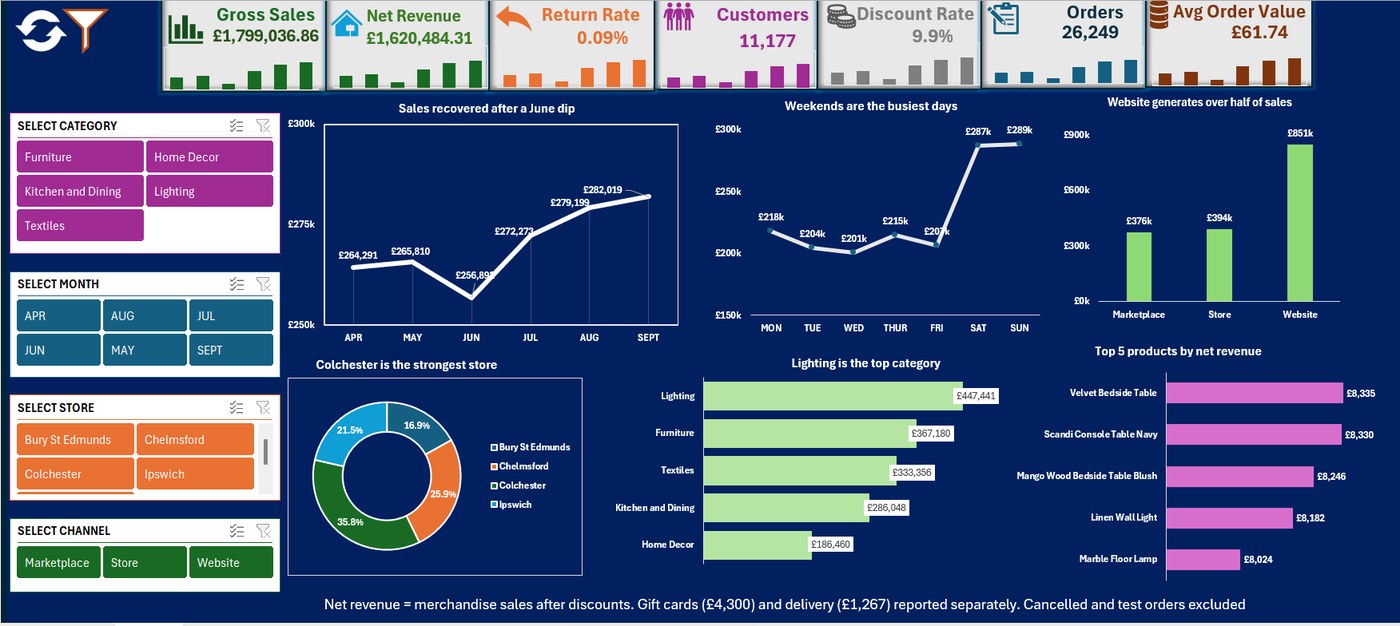 Gross Sales
£1,799,036.86
Net Revenue
£1,620,484.31
Return Rate
0.09%
Customers
11,177
Discount Rate
9.9%
Orders
26,249
Avg Order Value
£61.74
SELECT CATEGORY
Furniture
Home Decor
Kitchen and Dining
Lighting
Textiles
SELECT MONTH
APR
AUG
JUL
JUN
MAY
SEPT
SELECT STORE
Bury St Edmunds
Chelmsford
Colchester
Ipswich
SELECT CHANNEL
Marketplace
Store
Website
Sales recovered after a June dip
£300k
£275k
£250k
£264,291
£265,810
£272,273
£279,199
£282,019
APR
MAY
JUN
JUL
AUG
SEPT
Weekends are the busiest days
£300k
£250k
£200k
£150k
£218k
£204k
£201k
£215k
£207k
£287k
£289k
MON
TUE
WED
THUR
FRI
SAT
SUN
Website generates over half of sales
£900k
£600k
£300k
£0k
£376k
£394k
£851k
Marketplace
Store
Website
Colchester is the strongest store
16.9%
25.9%
35.8%
21.5%
Bury St Edmunds
Chelmsford
Colchester
Ipswich
Lighting is the top category
Lighting
£447,441
Furniture
£367,180
Textiles
£333,356
Kitchen and Dining
£286,048
Home Decor
£186,460
Top 5 products by net revenue
Velvet Bedside Table
£8,335
Scandi Console Table Navy
£8,330
Mango Wood Bedside Table Blush
£8,246
Linen Wall Light
£8,182
Marble Floor Lamp
£8,024
Net revenue = merchandise sales after discounts. Gift cards (£4,300) and delivery (£1,267) reported separately. Cancelled and test orders excluded